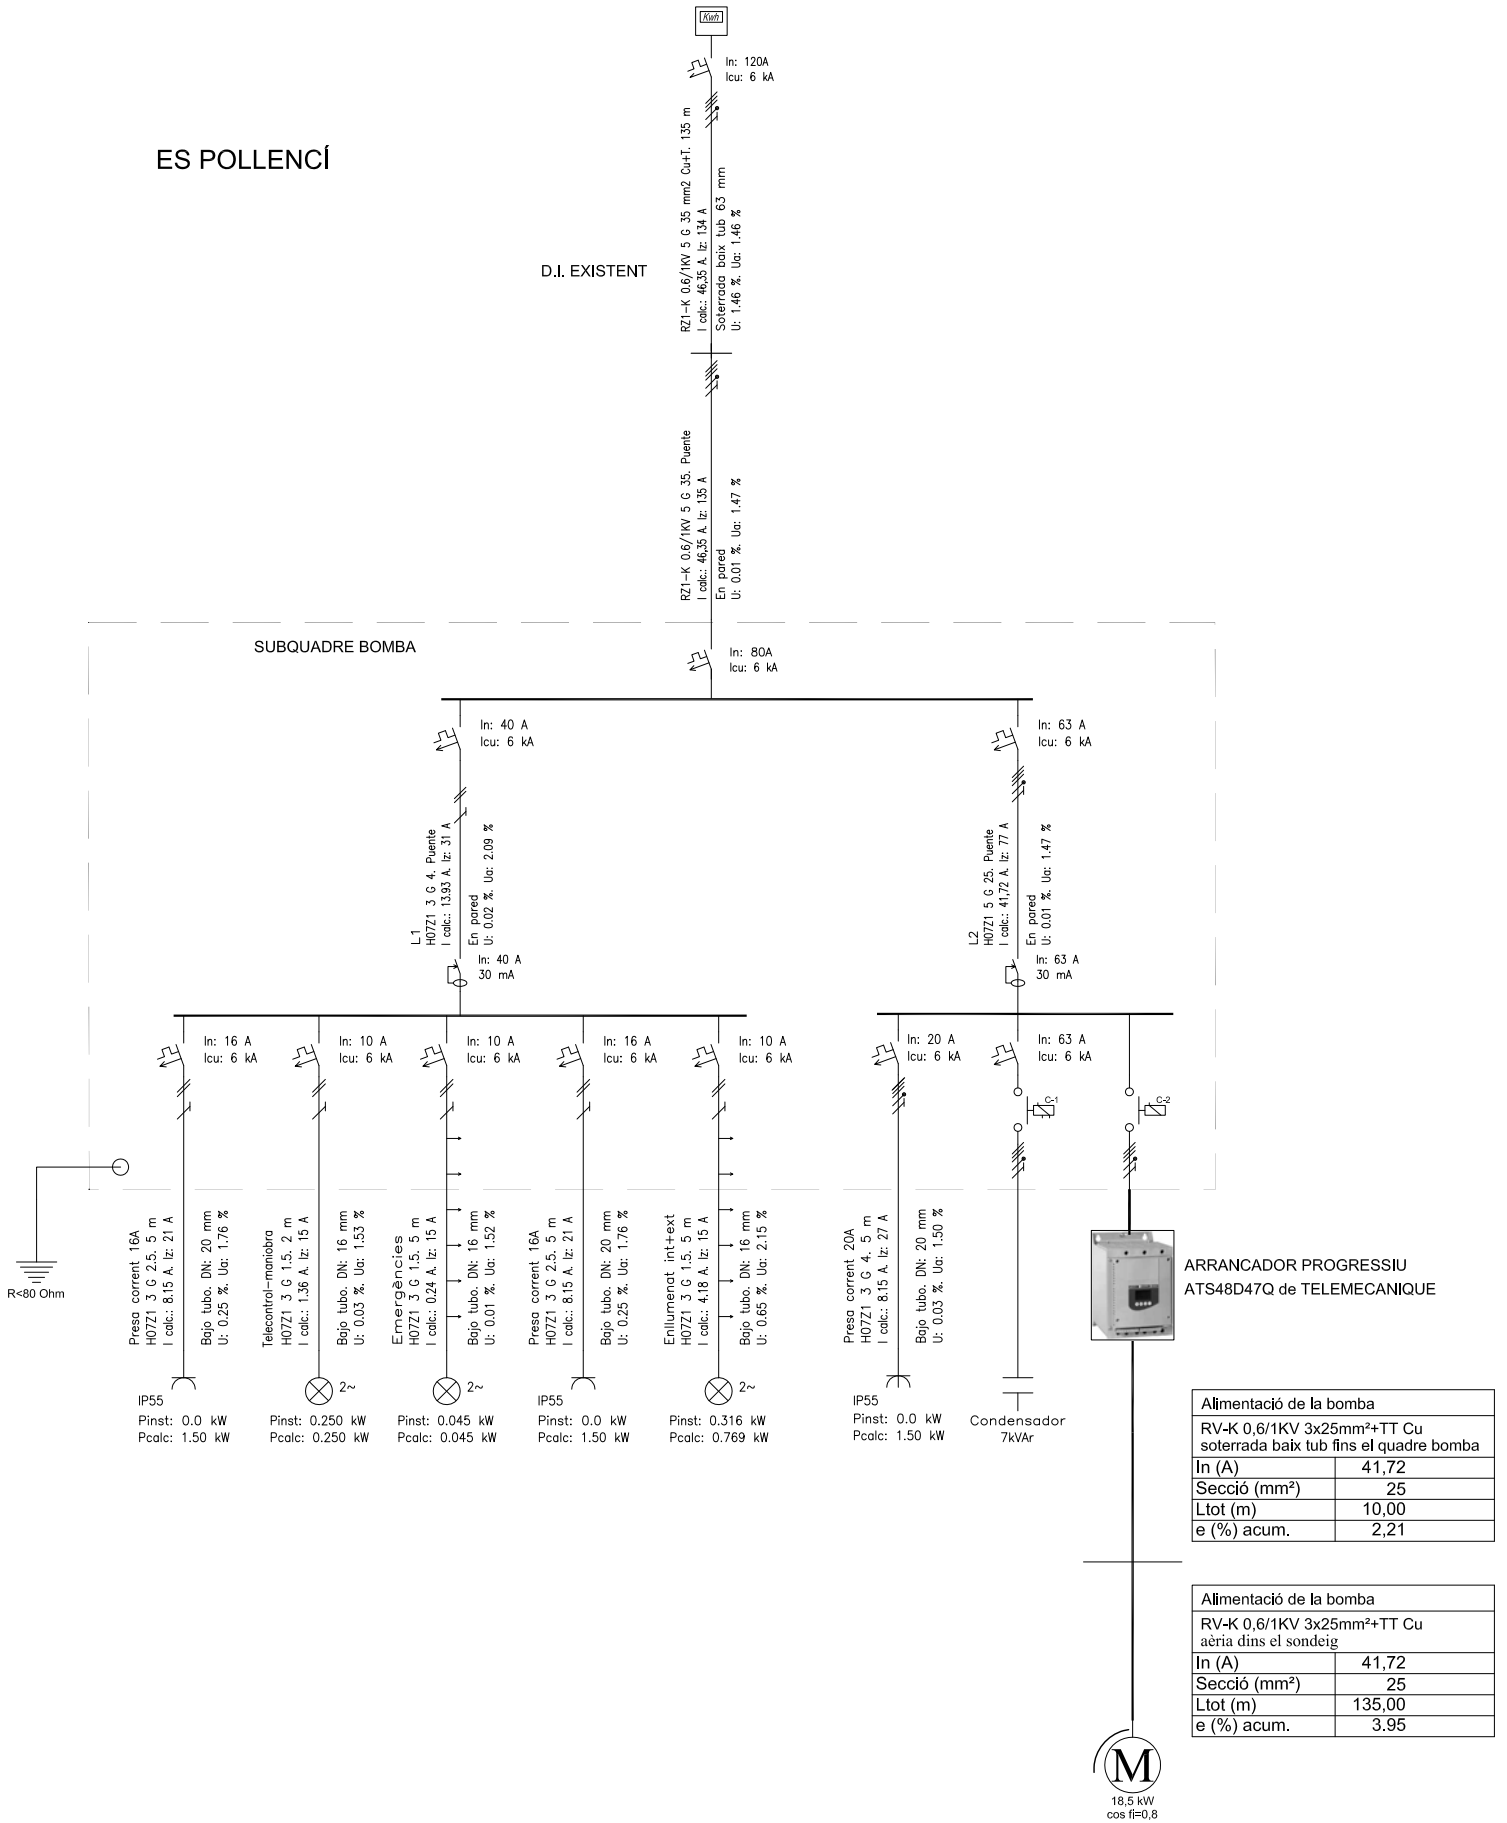 Kwh
In: 120A
Icu: 6 kA
ES POLLENCÍ
RZ1-K 0.6/1KV 5 G 35 mm2 Cu+T. 135 m
I calc.: 46,35 A. Iz: 134 A
Soterrada baix tub 63 mm
U: 1.46 %. Ua: 1.46 %
D.I. EXISTENT
RZ1-K 0.6/1KV 5 G 35. Puente
I calc.: 46,35 A. Iz: 135 A
En pared
U: 0.01 %. Ua: 1.47 %
SUBQUADRE BOMBA
In: 80A
Icu: 6 kA
In: 40 A
Icu: 6 kA
In: 63 A
Icu: 6 kA
L1
H07Z1 3 G 4. Puente
I calc.: 13.93 A. Iz: 31 A
En pared
U: 0.02 %. Ua: 2.09 %
L2
H07Z1 5 G 25. Puente
I calc.: 41,72 A. Iz: 77 A
En pared
U: 0.01 %. Ua: 1.47 %
In: 40 A
30 mA
In: 63 A
30 mA
In: 16 A
Icu: 6 kA
In: 10 A
Icu: 6 kA
In: 10 A
Icu: 6 kA
In: 16 A
Icu: 6 kA
In: 10 A
Icu: 6 kA
In: 20 A
Icu: 6 kA
In: 63 A
Icu: 6 kA
C-1
C-2
R<80 Ohm
Presa corrent 16A
H07Z1 3 G 2.5. 5 m
I calc.: 8.15 A. Iz: 21 A
Bajo tubo. DN: 20 mm
U: 0.25 %. Ua: 1.76 %
Telecontrol-maniobra
H07Z1 3 G 1.5. 2 m
I calc.: 1.36 A. Iz: 15 A
Bajo tubo. DN: 16 mm
U: 0.03 %. Ua: 1.53 %
Emergències
H07Z1 3 G 1.5. 5 m
I calc.: 0.24 A. Iz: 15 A
Bajo tubo. DN: 16 mm
U: 0.01 %. Ua: 1.52 %
Presa corrent 16A
H07Z1 3 G 2.5. 5 m
I calc.: 8.15 A. Iz: 21 A
Bajo tubo. DN: 20 mm
U: 0.25 %. Ua: 1.76 %
Enllumenat int+ext
H07Z1 3 G 1.5. 5 m
I calc.: 4.18 A. Iz: 15 A
Bajo tubo. DN: 16 mm
U: 0.65 %. Ua: 2.15 %
Presa corrent 20A
H07Z1 3 G 4. 5 m
I calc.: 8.15 A. Iz: 27 A
Bajo tubo. DN: 20 mm
U: 0.03 %. Ua: 1.50 %
ARRANCADOR PROGRESSIU
ATS48D47Q de TELEMECANIQUE
IP55
Pinst: 0.0 kW
Pcalc: 1.50 kW
2~
Pinst: 0.250 kW
Pcalc: 0.250 kW
2~
Pinst: 0.045 kW
Pcalc: 0.045 kW
IP55
Pinst: 0.0 kW
Pcalc: 1.50 kW
2~
Pinst: 0.316 kW
Pcalc: 0.769 kW
IP55
Pinst: 0.0 kW
Pcalc: 1.50 kW
Condensador
7kVAr
Alimentació de la bomba
RV-K 0,6/1KV 3x25mm²+TT Cu
soterrada baix tub fins el quadre bomba
In (A) 41,72
Secció (mm²) 25
Ltot (m) 10,00
e (%) acum. 2,21
Alimentació de la bomba
RV-K 0,6/1KV 3x25mm²+TT Cu
aèria dins el sondeig
In (A) 41,72
Secció (mm²) 25
Ltot (m) 135,00
e (%) acum. 3.95
M
18,5 kW
cos fi=0,8